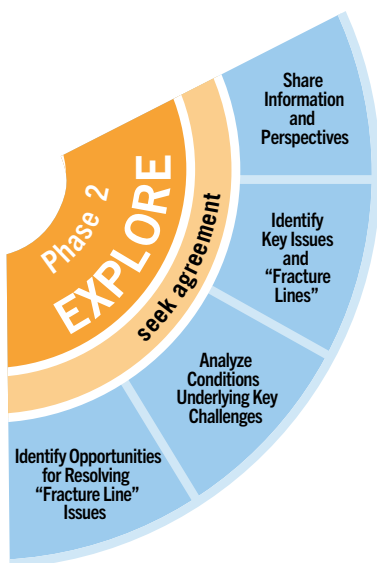 Phase 2
EXPLORE
seek agreement
Share
Information
and
Perspectives
Identify
Key Issues
and
“Fracture
Lines”
Analyze
Conditions
Underlying Key
Challenges
Identify Opportunities
for Resolving
“Fracture Line”
Issues